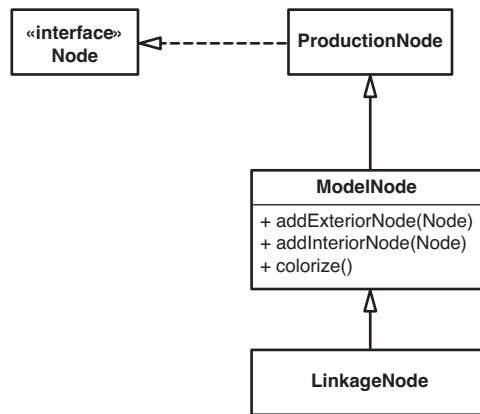 «interface»
Node
ProductionNode
ModelNode
+ addExteriorNode(Node)
+ addInteriorNode(Node)
+ colorize()
LinkageNode